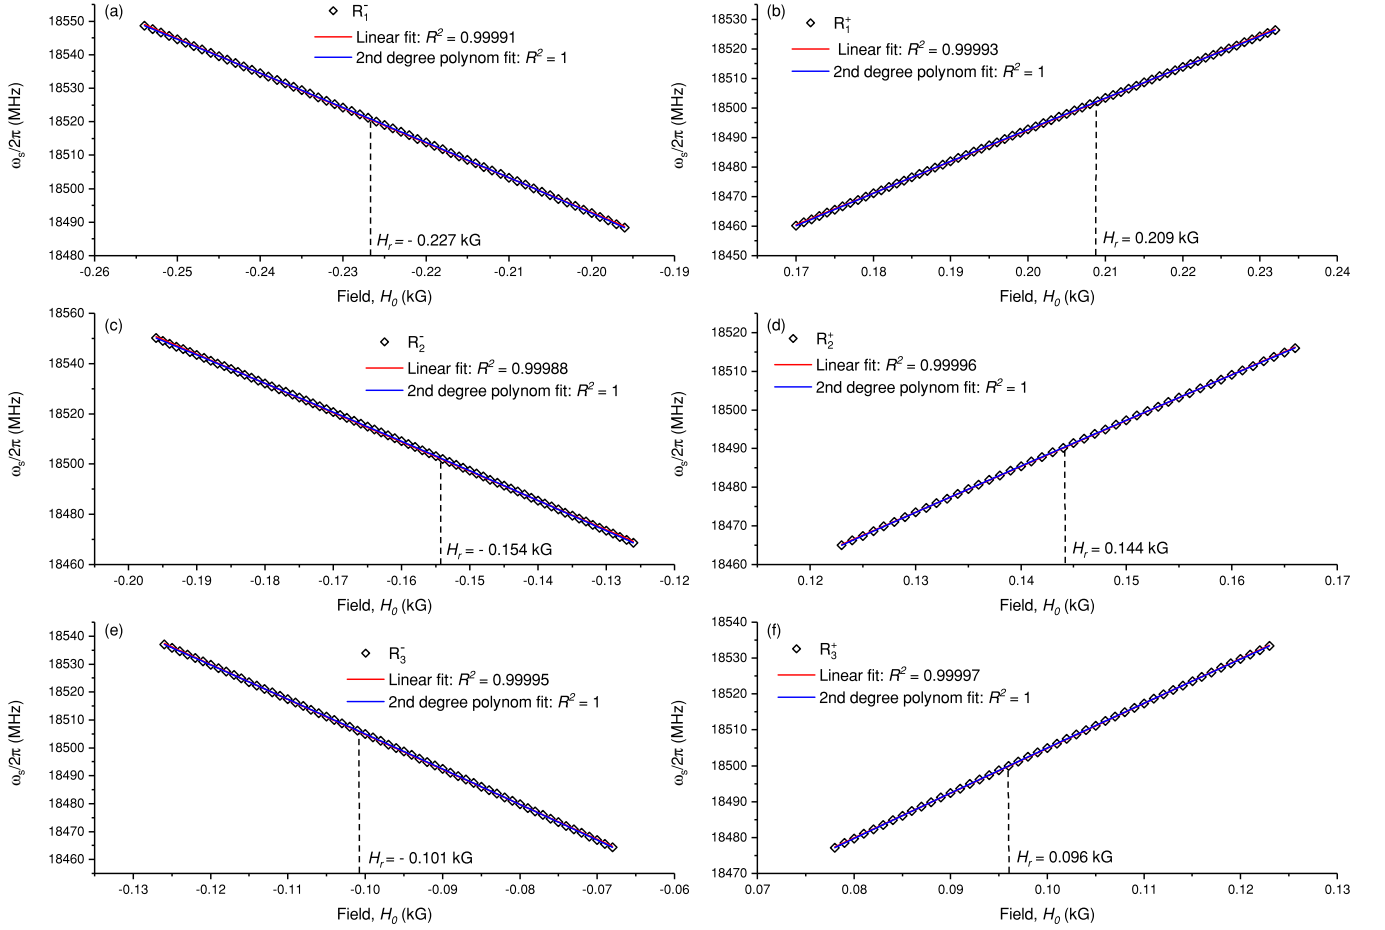 (a)
R₁⁻
Linear fit: R² = 0.99991
2nd degree polynom fit: R² = 1
ωₛ/2π (MHz)
18550
18540
18530
18520
18510
18500
18490
18480
Hᵣ = - 0.227 kG
-0.26 -0.25 -0.24 -0.23 -0.22 -0.21 -0.20 -0.19
Field, H₀ (kG)
(b)
R₁⁺
Linear fit: R² = 0.99993
2nd degree polynom fit: R² = 1
ωₛ/2π (MHz)
18530
18520
18510
18500
18490
18480
18470
18460
18450
Hᵣ = 0.209 kG
0.17 0.18 0.19 0.20 0.21 0.22 0.23 0.24
Field, H₀ (kG)
(c)
R₂⁻
Linear fit: R² = 0.99988
2nd degree polynom fit: R² = 1
ωₛ/2π (MHz)
18560
18540
18520
18500
18480
18460
Hᵣ = - 0.154 kG
-0.20 -0.19 -0.18 -0.17 -0.16 -0.15 -0.14 -0.13 -0.12
Field, H₀ (kG)
(d)
R₂⁺
Linear fit: R² = 0.99996
2nd degree polynom fit: R² = 1
ωₛ/2π (MHz)
18520
18510
18500
18490
18480
18470
18460
Hᵣ = 0.144 kG
0.12 0.13 0.14 0.15 0.16 0.17
Field, H₀ (kG)
(e)
R₃⁻
Linear fit: R² = 0.99995
2nd degree polynom fit: R² = 1
ωₛ/2π (MHz)
18540
18530
18520
18510
18500
18490
18480
18470
18460
Hᵣ = - 0.101 kG
-0.13 -0.12 -0.11 -0.10 -0.09 -0.08 -0.07 -0.06
Field, H₀ (kG)
(f)
R₃⁺
Linear fit: R² = 0.99997
2nd degree polynom fit: R² = 1
ωₛ/2π (MHz)
18540
18530
18520
18510
18500
18490
18480
18470
Hᵣ = 0.096 kG
0.07 0.08 0.09 0.10 0.11 0.12 0.13
Field, H₀ (kG)